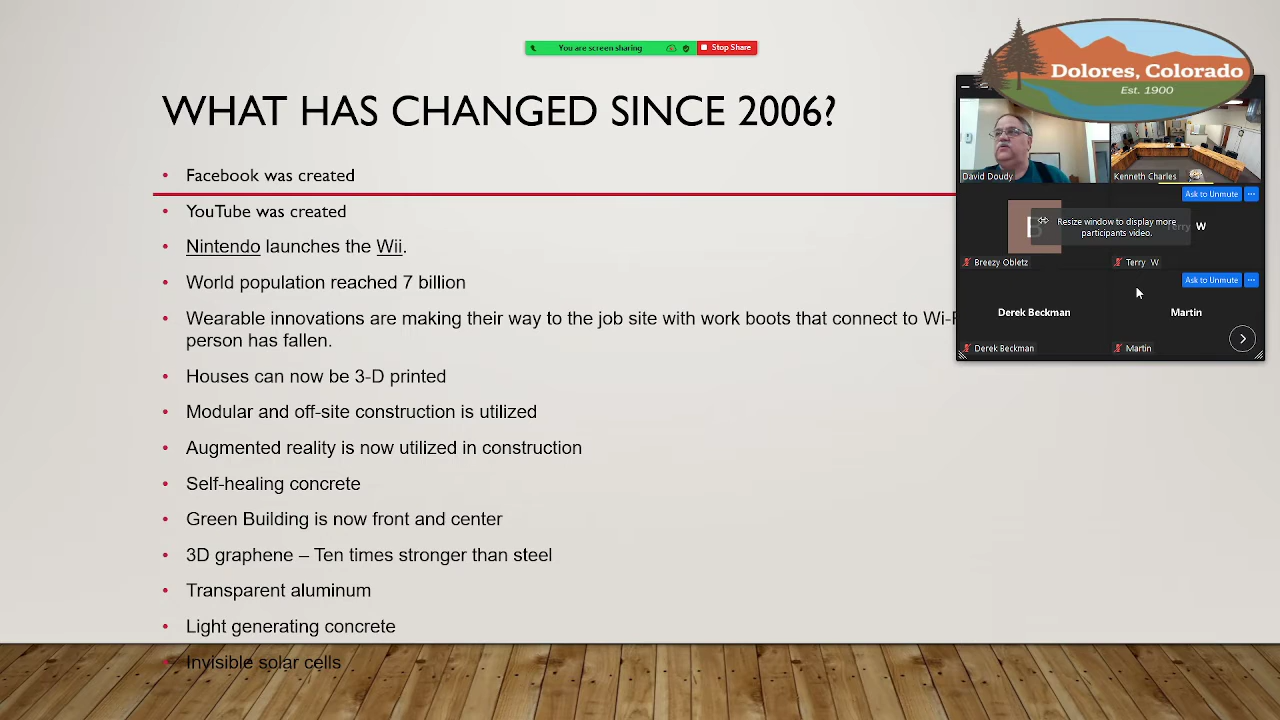 You are screen sharing
Stop Share
Dolores, Colorado
Est. 1900
WHAT HAS CHANGED SINCE 2006?
• Facebook was created
• YouTube was created
• Nintendo launches the Wii.
• World population reached 7 billion
• Wearable innovations are making their way to the job site with work boots that connect to
person has fallen.
• Houses can now be 3-D printed
• Modular and off-site construction is utilized
• Augmented reality is now utilized in construction
• Self-healing concrete
• Green Building is now front and center
• 3D graphene – Ten times stronger than steel
• Transparent aluminum
• Light generating concrete
• Invisible solar cells
David Doudy
Kenneth Charles
Ask to Unmute
Resize window to display more
participants video.
Terry W
Breezy Obletz
Terry W
Ask to Unmute
Derek Beckman
Martin
Derek Beckman
Martin